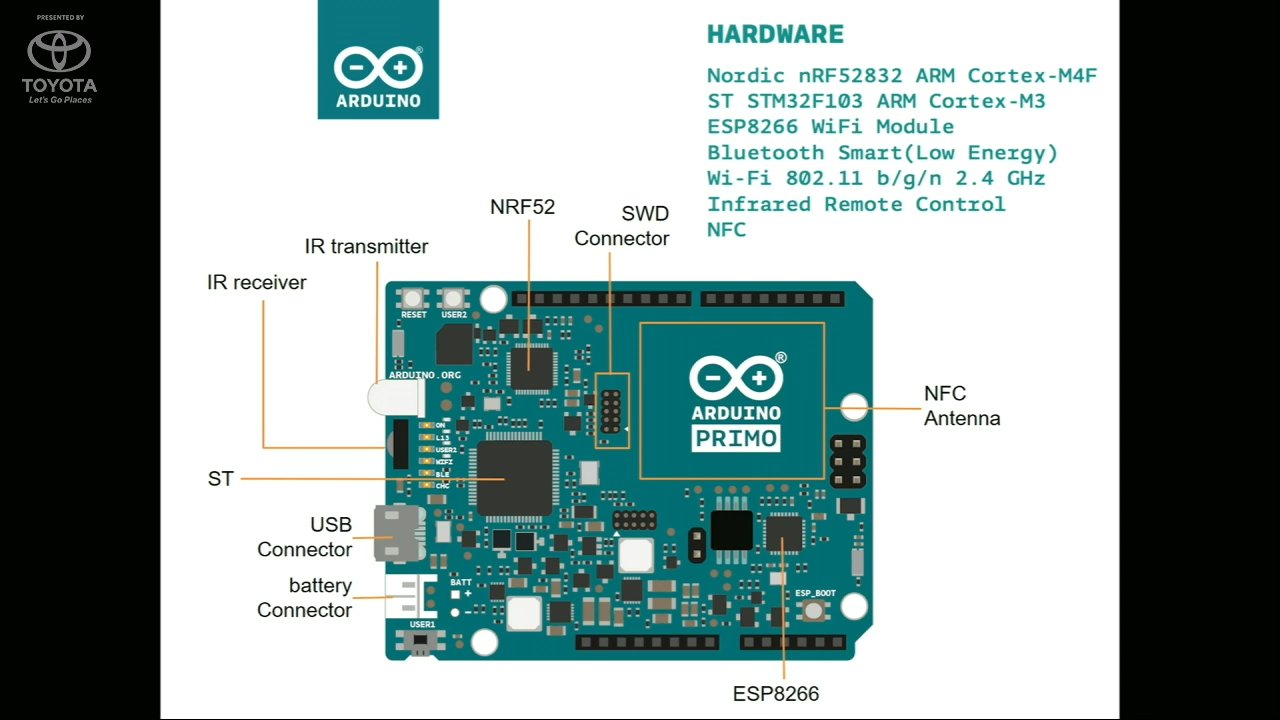 PRESENTED BY
TOYOTA
Let's Go Places
ARDUINO
HARDWARE
Nordic nRF52832 ARM Cortex-M4F
ST STM32F103 ARM Cortex-M3
ESP8266 WiFi Module
Bluetooth Smart(Low Energy)
Wi-Fi 802.11 b/g/n 2.4 GHz
Infrared Remote Control
NFC
NRF52
SWD
Connector
IR transmitter
IR receiver
RESET
USER2
ARDUINO.ORG
ON
L13
USER1
WIFI
BLE
CHG
ARDUINO
PRIMO
NFC
Antenna
ST
USB
Connector
battery
Connector
BATT
+
-
USER1
ESP_BOOT
ESP8266